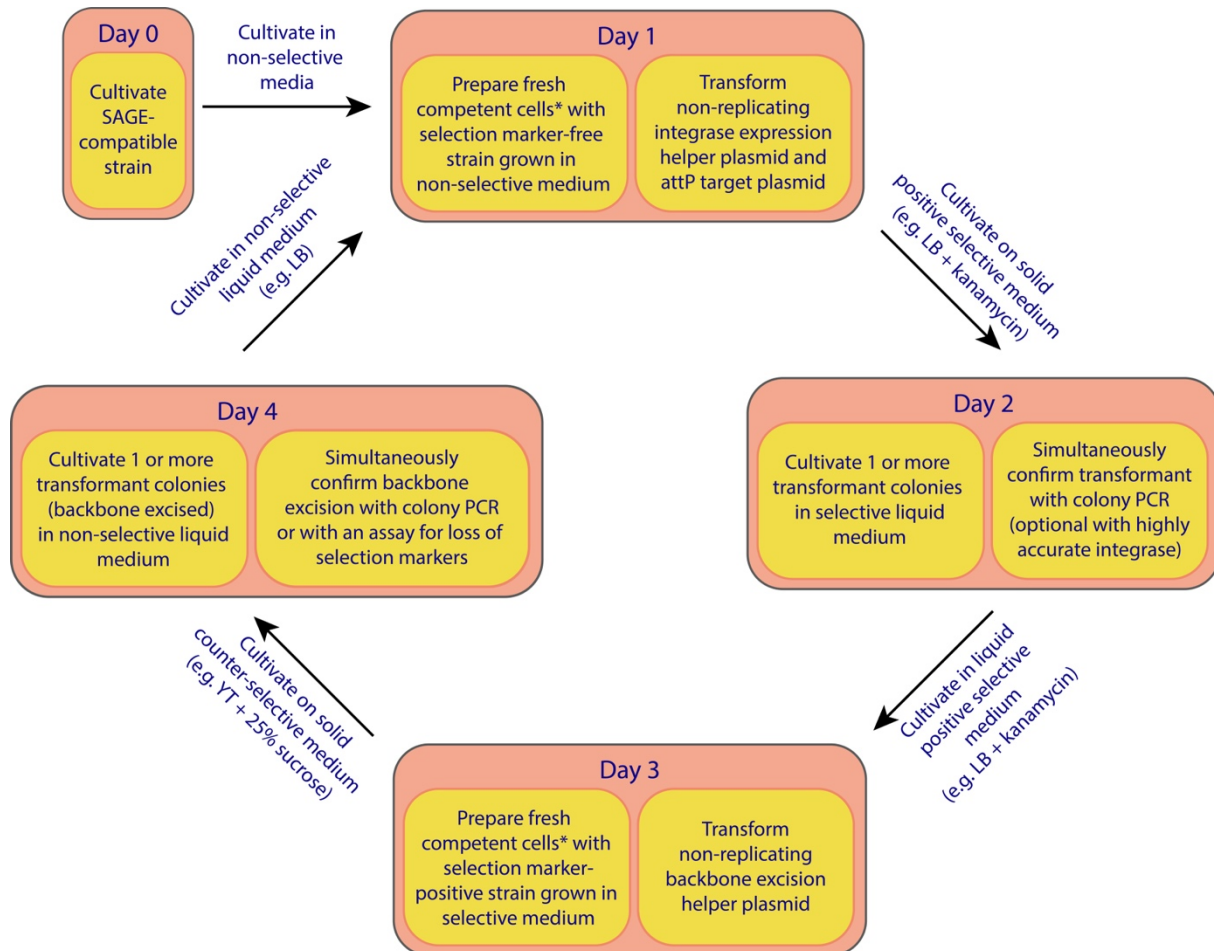 Day 0
Cultivate
SAGE-
compatible
strain
Cultivate in
non-selective
media
Day 1
Prepare fresh
competent cells* with
selection marker-free
strain grown in
non-selective medium
Transform
non-replicating
integrase expression
helper plasmid and
attP target plasmid
Cultivate on solid
positive selective medium
(e.g. LB + kanamycin)
Day 2
Cultivate 1 or more
transformant colonies
in selective liquid
medium
Simultaneously
confirm transformant
with colony PCR
(optional with highly
accurate integrase)
Cultivate in liquid
positive selective
medium
(e.g. LB + kanamycin)
Day 3
Prepare fresh
competent cells* with
selection marker-
positive strain grown in
selective medium
Transform
non-replicating
backbone excision
helper plasmid
Cultivate on solid
counter-selective medium
(e.g. YT + 25% sucrose)
Day 4
Cultivate 1 or more
transformant colonies
(backbone excised)
in non-selective liquid
medium
Simultaneously
confirm backbone
excision with colony PCR
or with an assay for loss of
selection markers
Cultivate in non-selective
liquid medium
(e.g. LB)